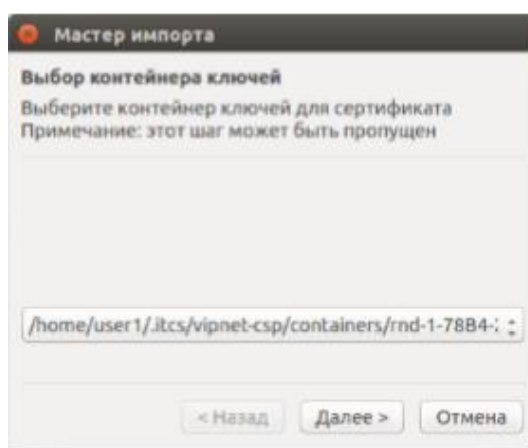 Мастер импорта
Выбор контейнера ключей
Выберите контейнер ключей для сертификата
Примечание: этот шаг может быть пропущен
/home/user1/.itcs/vipnet-csp/containers/rnd-1-78B4-
< Назад Далее > Отмена